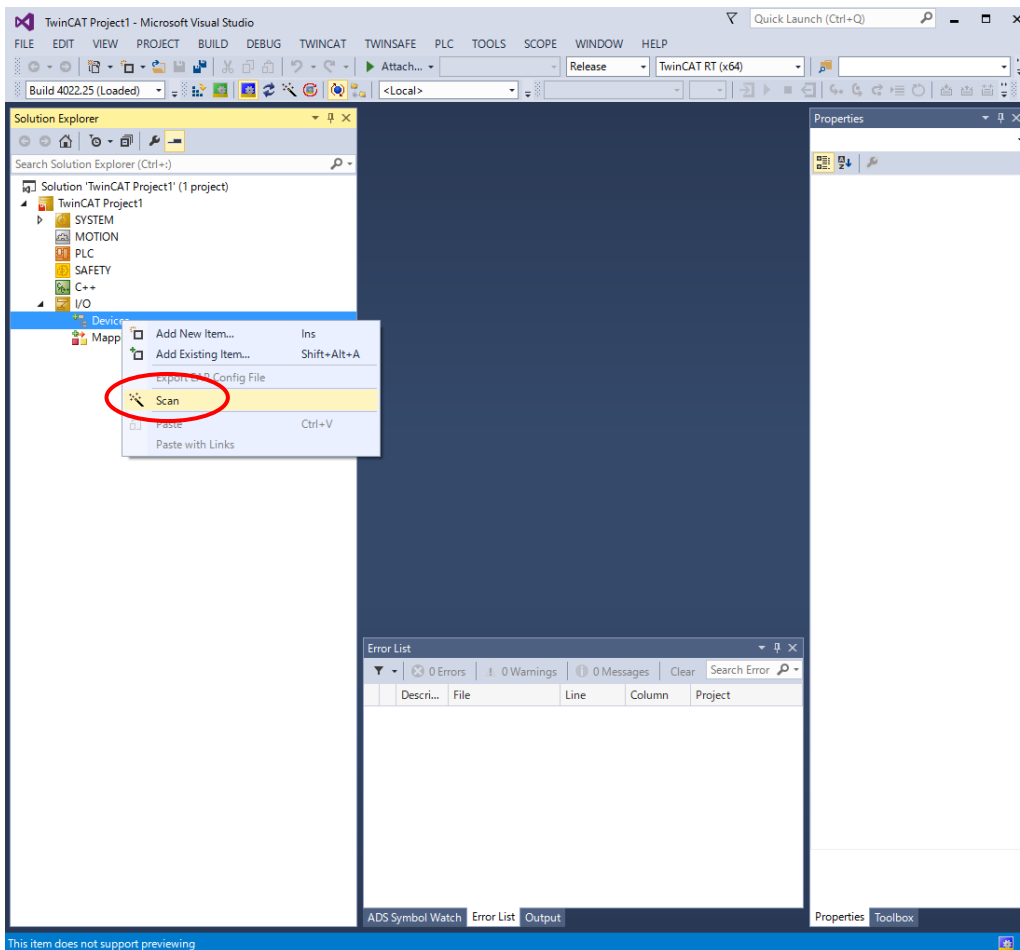 TwinCAT Project1 - Microsoft Visual Studio
Quick Launch (Ctrl+Q)
FILE EDIT VIEW PROJECT BUILD DEBUG TWINCAT TWINSAFE PLC TOOLS SCOPE WINDOW HELP
Attach... Release TwinCAT RT (x64)
Build 4022.25 (Loaded) <Local>
Solution Explorer
Search Solution Explorer (Ctrl+:)
Solution 'TwinCAT Project1' (1 project)
TwinCAT Project1
SYSTEM
MOTION
PLC
SAFETY
C++
I/O
Devices
Mapp
Add New Item... Ins
Add Existing Item... Shift+Alt+A
Export EAP Config File
Scan
Paste Ctrl+V
Paste with Links
Error List
0 Errors 0 Warnings 0 Messages Clear Search Error
Descri... File Line Column Project
ADS Symbol Watch Error List Output
Properties
Properties Toolbox
This item does not support previewing